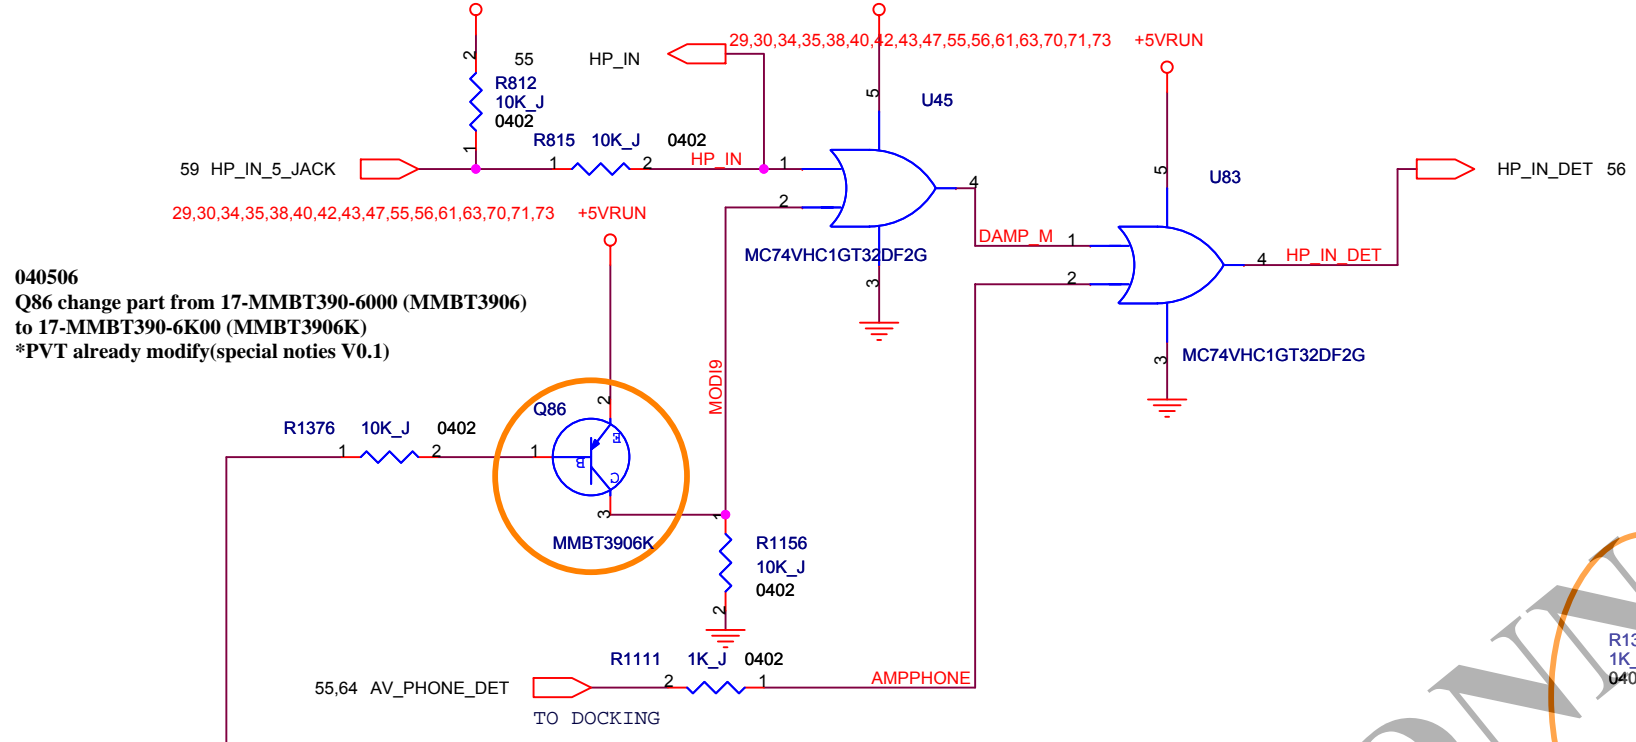 29,30,34,35,38,40,42,43,47,55,56,61,63,70,71,73 +5VRUN
2
55 HP_IN
R812
10K_J
0402
1
5
U45
R815 10K_J 0402
59 HP_IN_5_JACK
1 2 HP_IN 1
2
4
5
U83
HP_IN_DET 56
29,30,34,35,38,40,42,43,47,55,56,61,63,70,71,73 +5VRUN
MC74VHC1GT32DF2G
3
DAMP_M 1
2
4 HP_IN_DET
040506
Q86 change part from 17-MMBT390-6000 (MMBT3906)
to 17-MMBT390-6K00 (MMBT3906K)
*PVT already modify(special noties V0.1)
MC74VHC1GT32DF2G
3
MODI9
Q86
2
R1376 10K_J 0402
1 2 1
E
B
C
3
1
MMBT3906K
R1156
10K_J
0402
2
R1111 1K_J 0402
55,64 AV_PHONE_DET
2 1
AMPPHONE
TO DOCKING